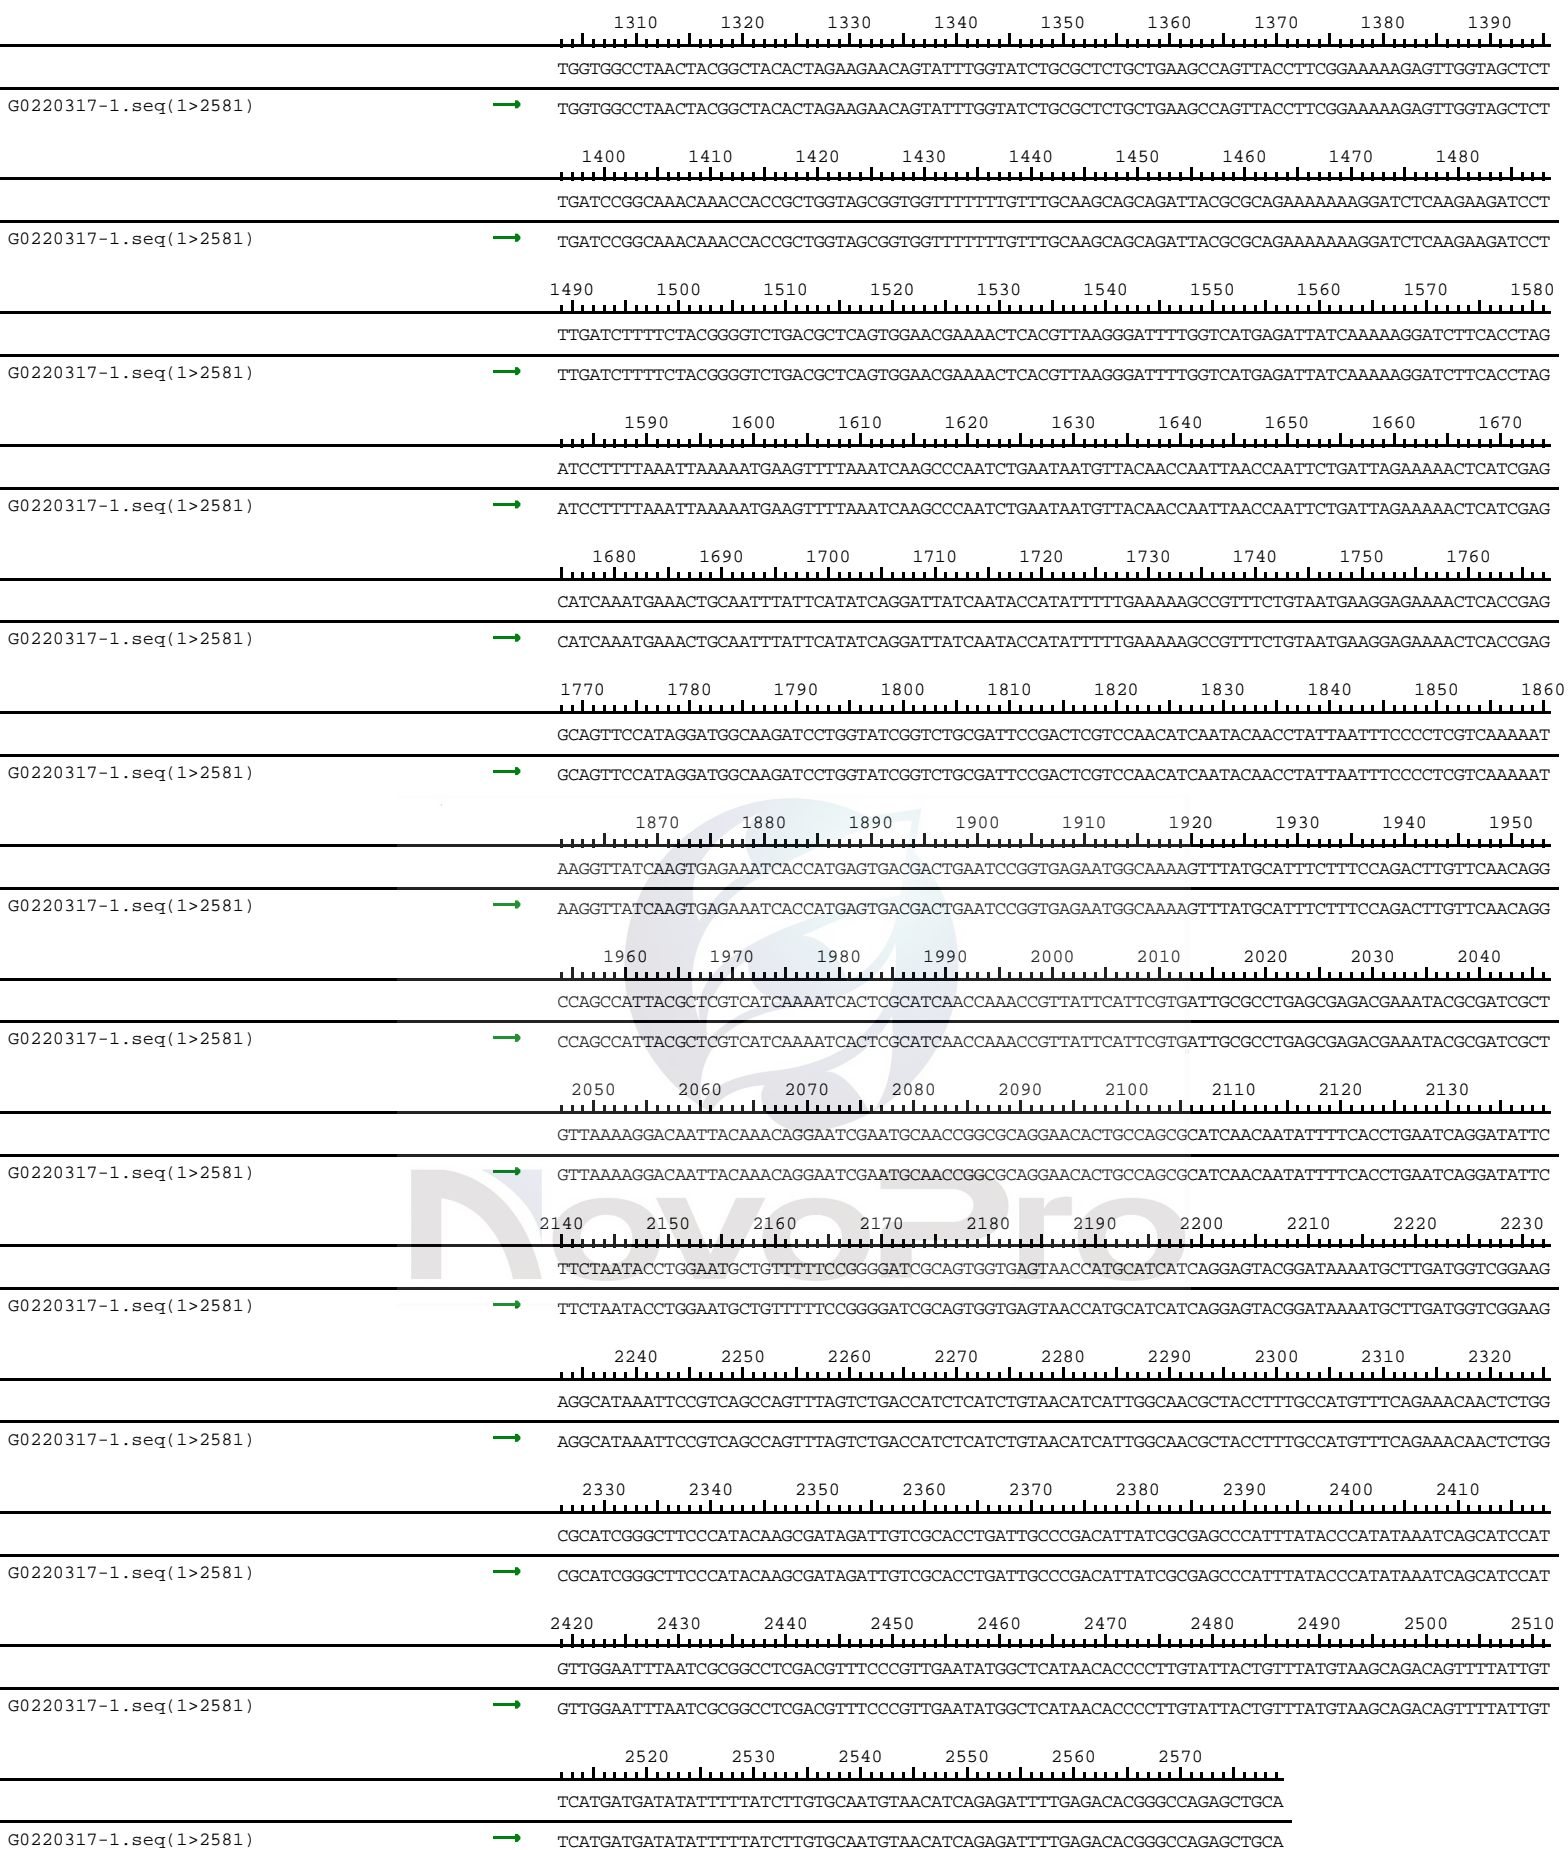 1310 1320 1330 1340 1350 1360 1370 1380 1390
TGGTGGCCTAACTACGGCTACACTAGAAGAACAGTATTTGGTATCTGCGCTCTGCTGAAGCCAGTTACCTTCGGAAAAAGAGTTGGTAGCTCT
G0220317-1.seq(1>2581) TGGTGGCCTAACTACGGCTACACTAGAAGAACAGTATTTGGTATCTGCGCTCTGCTGAAGCCAGTTACCTTCGGAAAAAGAGTTGGTAGCTCT
1400 1410 1420 1430 1440 1450 1460 1470 1480
TGATCCGGCAAACAAACCACCGCTGGTAGCGGTGGTTTTTTTGTTTGCAAGCAGCAGATTACGCGCAGAAAAAAAGGATCTCAAGAAGATCCT
G0220317-1.seq(1>2581) TGATCCGGCAAACAAACCACCGCTGGTAGCGGTGGTTTTTTTGTTTGCAAGCAGCAGATTACGCGCAGAAAAAAAGGATCTCAAGAAGATCCT
1490 1500 1510 1520 1530 1540 1550 1560 1570 1580
TTGATCTTTTCTACGGGGTCTGACGCTCAGTGGAACGAAAACTCACGTTAAGGGATTTTGGTCATGAGATTATCAAAAAGGATCTTCACCTAG
G0220317-1.seq(1>2581) TTGATCTTTTCTACGGGGTCTGACGCTCAGTGGAACGAAAACTCACGTTAAGGGATTTTGGTCATGAGATTATCAAAAAGGATCTTCACCTAG
1590 1600 1610 1620 1630 1640 1650 1660 1670
ATCCTTTTAAATTAAAAATGAAGTTTTAAATCAAGCCCAATCTGAATAATGTTACAACCAATTAACCAATTCTGATTAGAAAAACTCATCGAG
G0220317-1.seq(1>2581) ATCCTTTTAAATTAAAAATGAAGTTTTAAATCAAGCCCAATCTGAATAATGTTACAACCAATTAACCAATTCTGATTAGAAAAACTCATCGAG
1680 1690 1700 1710 1720 1730 1740 1750 1760
CATCAAATGAAACTGCAATTTATTCATATCAGGATTATCAATACCATATTTTTGAAAAAGCCGTTTCTGTAATGAAGGAGAAAACTCACCGAG
G0220317-1.seq(1>2581) CATCAAATGAAACTGCAATTTATTCATATCAGGATTATCAATACCATATTTTTGAAAAAGCCGTTTCTGTAATGAAGGAGAAAACTCACCGAG
1770 1780 1790 1800 1810 1820 1830 1840 1850 1860
GCAGTTCCATAGGATGGCAAGATCCTGGTATCGGTCTGCGATTCCGACTCGTCCAACATCAATACAACCTATTAATTTCCCCTCGTCAAAAAT
G0220317-1.seq(1>2581) GCAGTTCCATAGGATGGCAAGATCCTGGTATCGGTCTGCGATTCCGACTCGTCCAACATCAATACAACCTATTAATTTCCCCTCGTCAAAAAT
1870 1880 1890 1900 1910 1920 1930 1940 1950
AAGGTTATCAAGTGAGAAATCACCATGAGTGACGACTGAATCCGGTGAGAATGGCAAAAGTTTATGCATTTCTTTCCAGACTTGTTCAACAGG
G0220317-1.seq(1>2581) AAGGTTATCAAGTGAGAAATCACCATGAGTGACGACTGAATCCGGTGAGAATGGCAAAAGTTTATGCATTTCTTTCCAGACTTGTTCAACAGG
1960 1970 1980 1990 2000 2010 2020 2030 2040
CCAGCCATTACGCTCGTCATCAAAATCACTCGCATCAACCAAACCGTTATTCATTCGTGATTGCGCCTGAGCGAGACGAAATACGCGATCGCT
G0220317-1.seq(1>2581) CCAGCCATTACGCTCGTCATCAAAATCACTCGCATCAACCAAACCGTTATTCATTCGTGATTGCGCCTGAGCGAGACGAAATACGCGATCGCT
2050 2060 2070 2080 2090 2100 2110 2120 2130
GTTAAAAGGACAATTACAAACAGGAATCGAATGCAACCGGCGCAGGAACACTGCCAGCGCATCAACAATATTTTCACCTGAATCAGGATATTC
G0220317-1.seq(1>2581) GTTAAAAGGACAATTACAAACAGGAATCGAATGCAACCGGCGCAGGAACACTGCCAGCGCATCAACAATATTTTCACCTGAATCAGGATATTC
NovoPro
2140 2150 2160 2170 2180 2190 2200 2210 2220 2230
TTCTAATACCTGGAATGCTGTTTTTCCGGGGATCGCAGTGGTGAGTAACCATGCATCATCAGGAGTACGGATAAAATGCTTGATGGTCGGAAG
G0220317-1.seq(1>2581) TTCTAATACCTGGAATGCTGTTTTTCCGGGGATCGCAGTGGTGAGTAACCATGCATCATCAGGAGTACGGATAAAATGCTTGATGGTCGGAAG
2240 2250 2260 2270 2280 2290 2300 2310 2320
AGGCATAAATTCCGTCAGCCAGTTTAGTCTGACCATCTCATCTGTAACATCATTGGCAACGCTACCTTTGCCATGTTTCAGAAACAACTCTGG
G0220317-1.seq(1>2581) AGGCATAAATTCCGTCAGCCAGTTTAGTCTGACCATCTCATCTGTAACATCATTGGCAACGCTACCTTTGCCATGTTTCAGAAACAACTCTGG
2330 2340 2350 2360 2370 2380 2390 2400 2410
CGCATCGGGCTTCCCATACAAGCGATAGATTGTCGCACCTGATTGCCCGACATTATCGCGAGCCCATTTATACCCATATAAATCAGCATCCAT
G0220317-1.seq(1>2581) CGCATCGGGCTTCCCATACAAGCGATAGATTGTCGCACCTGATTGCCCGACATTATCGCGAGCCCATTTATACCCATATAAATCAGCATCCAT
2420 2430 2440 2450 2460 2470 2480 2490 2500 2510
GTTGGAATTTAATCGCGGCCTCGACGTTTCCCGTTGAATATGGCTCATAACACCCCTTGTATTACTGTTTATGTAAGCAGACAGTTTTATTGT
G0220317-1.seq(1>2581) GTTGGAATTTAATCGCGGCCTCGACGTTTCCCGTTGAATATGGCTCATAACACCCCTTGTATTACTGTTTATGTAAGCAGACAGTTTTATTGT
2520 2530 2540 2550 2560 2570
TCATGATGATATATTTTTATCTTGTGCAATGTAACATCAGAGATTTTGAGACACGGGCCAGAGCTGCA
G0220317-1.seq(1>2581) TCATGATGATATATTTTTATCTTGTGCAATGTAACATCAGAGATTTTGAGACACGGGCCAGAGCTGCA